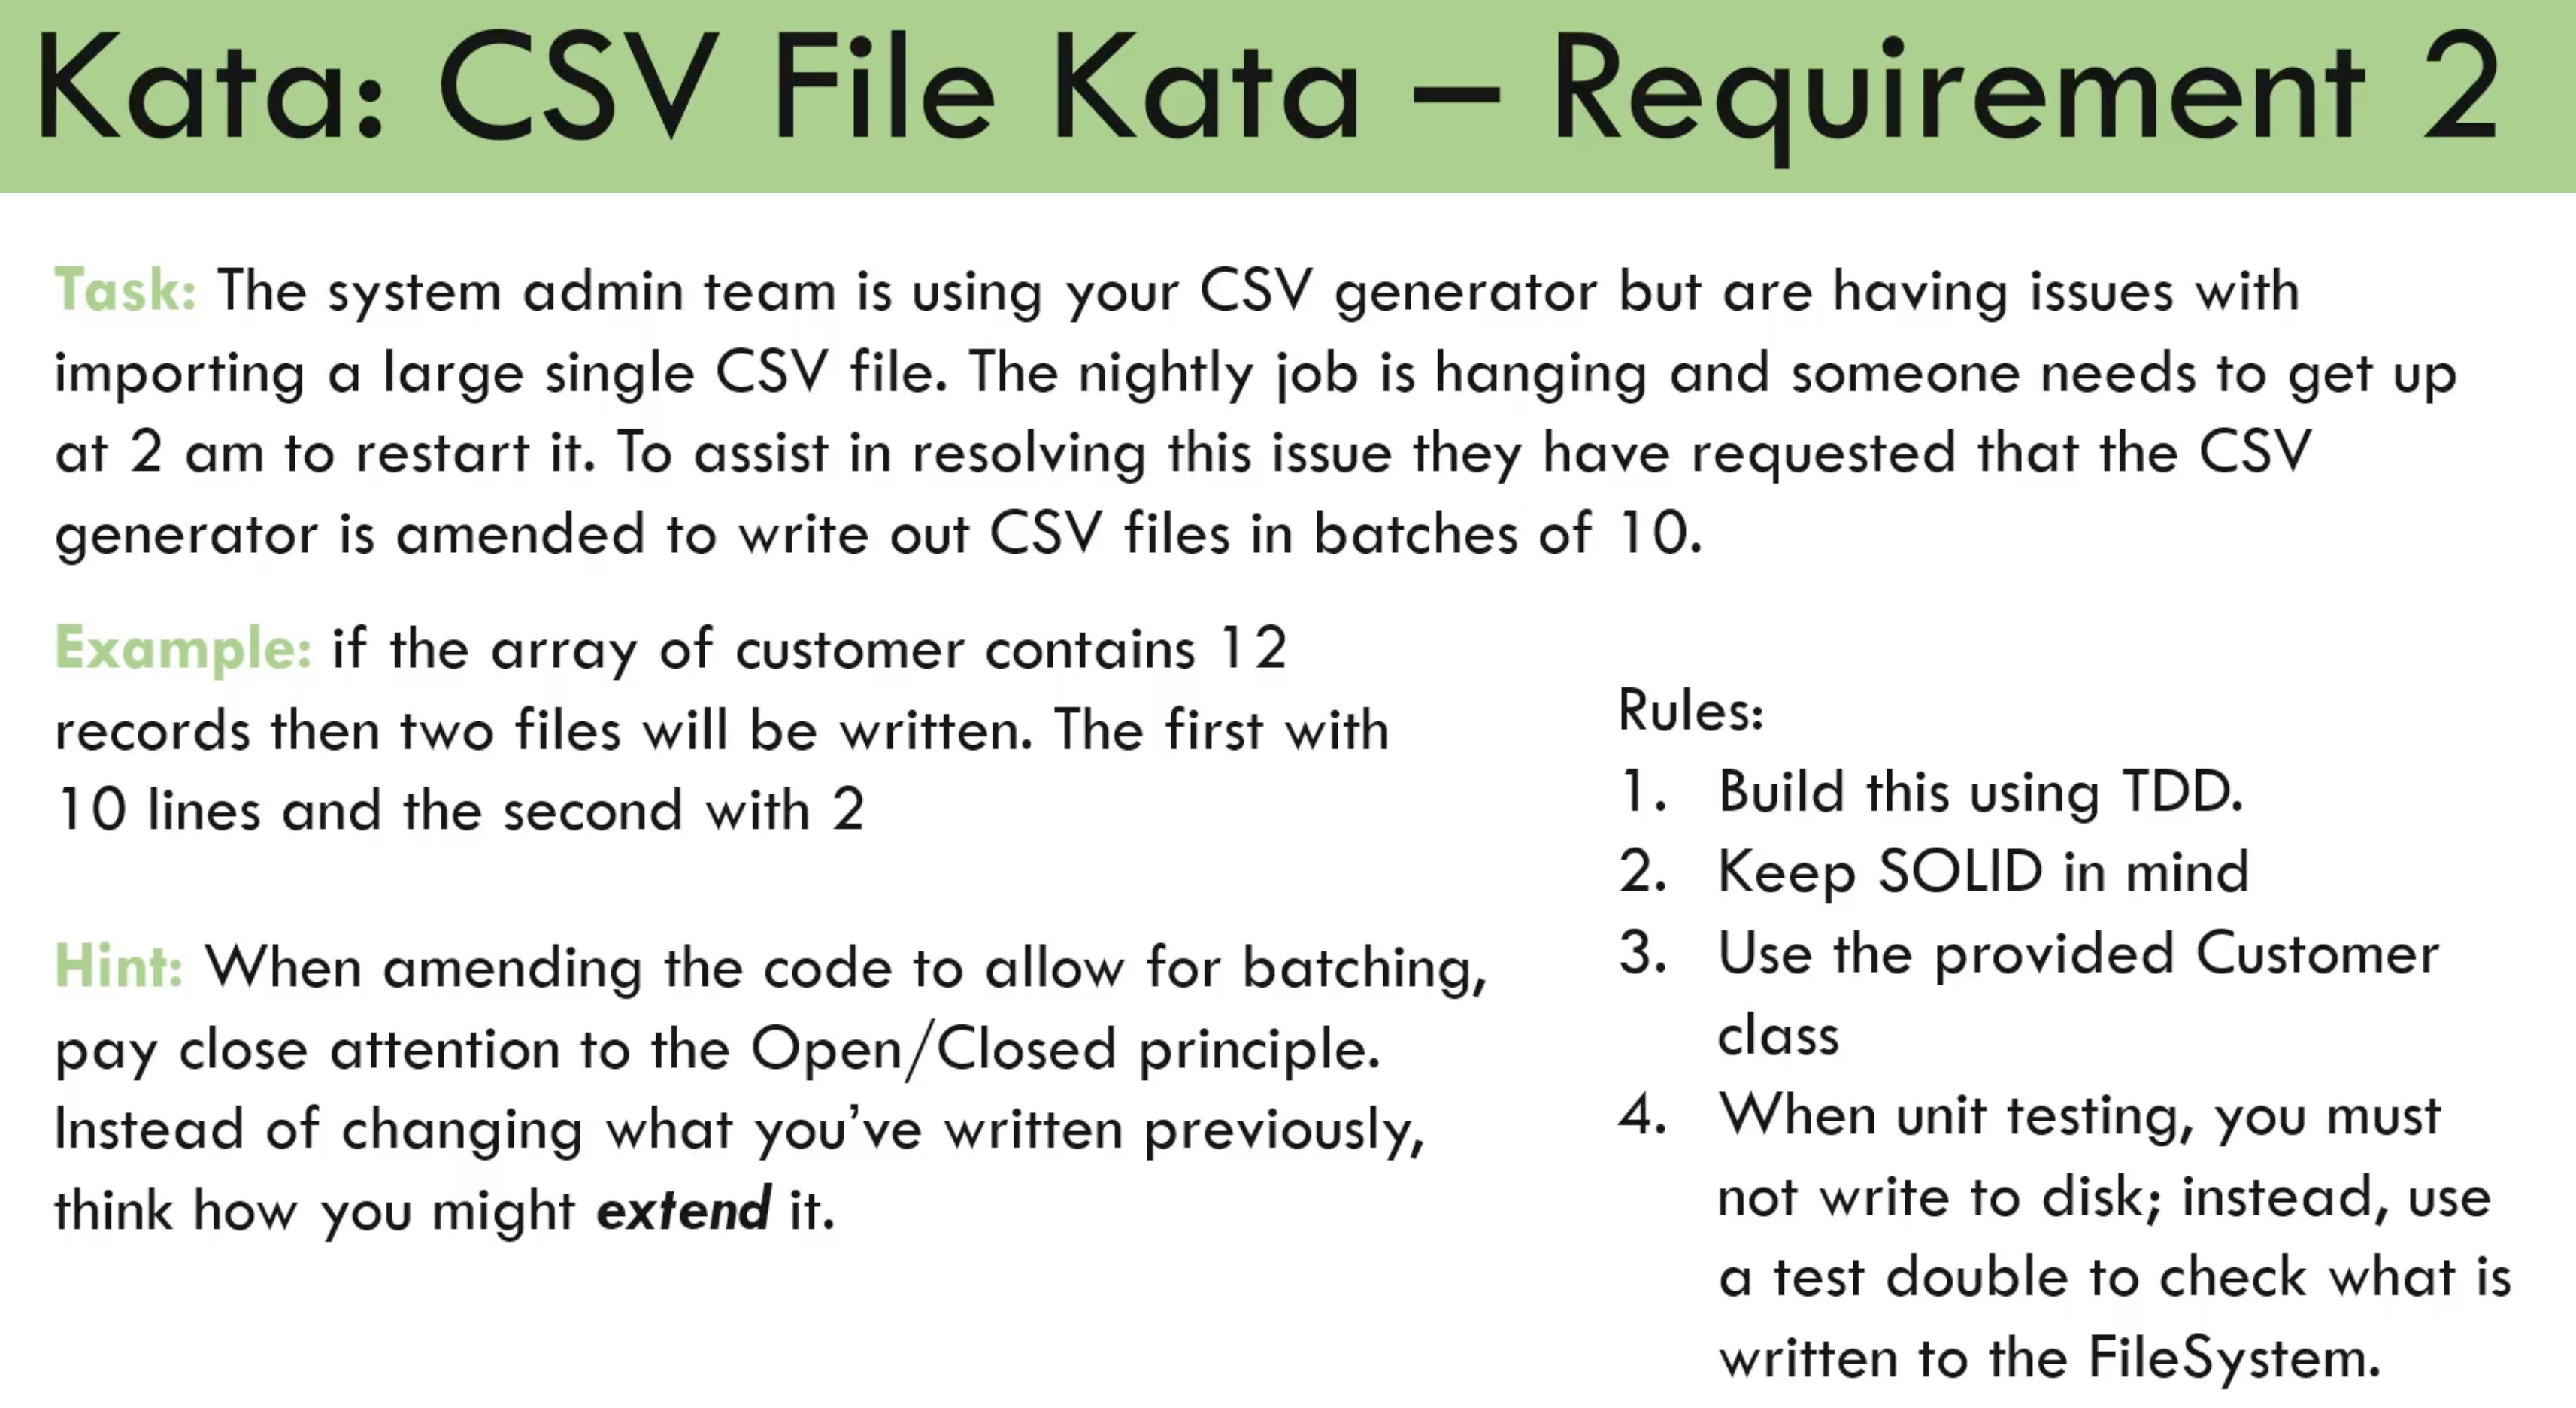 Kata: CSV File Kata – Requirement 2
Task: The system admin team is using your CSV generator but are having issues with
importing a large single CSV file. The nightly job is hanging and someone needs to get up
at 2 am to restart it. To assist in resolving this issue they have requested that the CSV
generator is amended to write out CSV files in batches of 10.
Example: if the array of customer contains 12
records then two files will be written. The first with
10 lines and the second with 2
Hint: When amending the code to allow for batching,
pay close attention to the Open/Closed principle.
Instead of changing what you’ve written previously,
think how you might extend it.
Rules:
1. Build this using TDD.
2. Keep SOLID in mind
3. Use the provided Customer
class
4. When unit testing, you must
not write to disk; instead, use
a test double to check what is
written to the FileSystem.